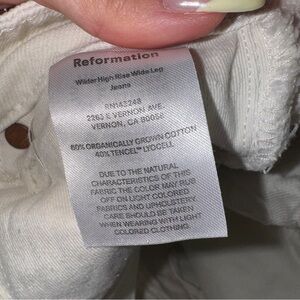 Reformation
Wilder High Rise Wide Leg
Jeans
RN142248
2263 E VERNON AVE.
VERNON, CA 90058
60% ORGANICALLY GROWN COTTON
40% TENCEL™ LYOCELL
DUE TO THE NATURAL
CHARACTERISTICS OF THIS
FABRIC THE COLOR MAY RUB
OFF ON LIGHT COLORED
FABRICS AND UPHOLSTERY.
CARE SHOULD BE TAKEN
WHEN WEARING WITH LIGHT
COLORED CLOTHING.